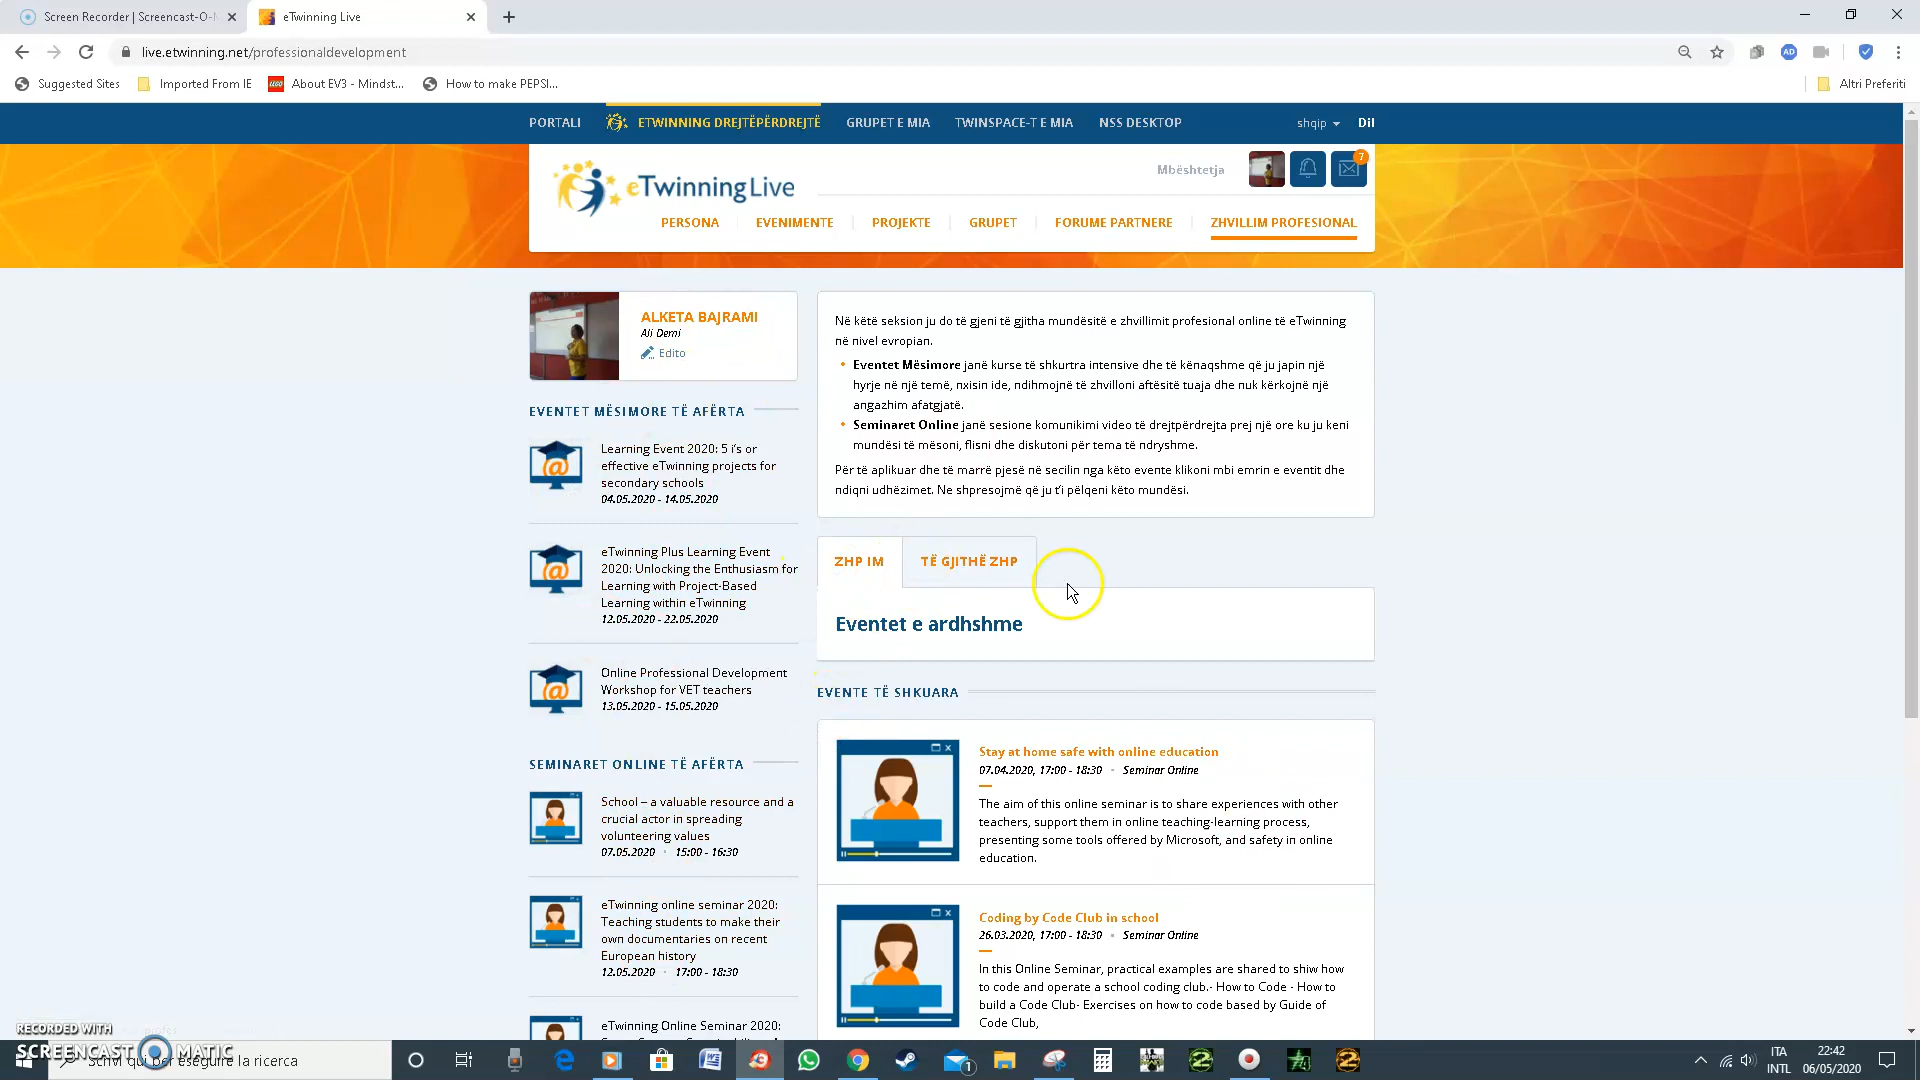 Screen Recorder | Screencast-O-M
eTwinning Live
live.etwinning.net/professionaldevelopment
Suggested Sites
Imported From IE
About EV3 - Mindst...
How to make PEPSI...
Altri Preferiti
PORTALI
ETWINNING DREJTËPËRDREJTË
GRUPET E MIA
TWINSPACE-T E MIA
NSS DESKTOP
shqip
Dil
eTwinning Live
Mbështetja
7
PERSONA
EVENIMENTE
PROJEKTE
GRUPET
FORUME PARTNERE
ZHVILLIM PROFESIONAL
ALKETA BAJRAMI
Ali Demi
Edito
EVENTET MËSIMORE TË AFËRTA
Learning Event 2020: 5 i's or
effective eTwinning projects for
secondary schools
04.05.2020 - 14.05.2020
eTwinning Plus Learning Event
2020: Unlocking the Enthusiasm for
Learning with Project-Based
Learning within eTwinning
12.05.2020 - 22.05.2020
Online Professional Development
Workshop for VET teachers
13.05.2020 - 15.05.2020
SEMINARET ONLINE TË AFËRTA
School – a valuable resource and a
crucial actor in spreading
volunteering values
07.05.2020 • 15:00 - 16:30
eTwinning online seminar 2020:
Teaching students to make their
own documentaries on recent
European history
12.05.2020 • 17:00 - 18:30
eTwinning Online Seminar 2020:
Në këtë seksion ju do të gjeni të gjitha mundësitë e zhvillimit profesional online të eTwinning
në nivel evropian.
Eventet Mësimore janë kurse të shkurtra intensive dhe të kënaqshme që ju japin një
hyrje në një temë, nxisin ide, ndihmojnë të zhvilloni aftësitë tuaja dhe nuk kërkojnë një
angazhim afatgjatë.
Seminaret Online janë sesione komunikimi video të drejtpërdrejta prej një ore ku ju keni
mundësi të mësoni, flisni dhe diskutoni për tema të ndryshme.
Për të aplikuar dhe të marrë pjesë në secilin nga këto evente klikoni mbi emrin e eventit dhe
ndiqni udhëzimet. Ne shpresojmë që ju t'i pëlqeni këto mundësi.
ZHP IM
TË GJITHË ZHP
Eventet e ardhshme
EVENTE TË SHKUARA
Stay at home safe with online education
07.04.2020, 17:00 - 18:30 • Seminar Online
The aim of this online seminar is to share experiences with other
teachers, support them in online teaching-learning process,
presenting some tools offered by Microsoft, and safety in online
education.
Coding by Code Club in school
26.03.2020, 17:00 - 18:30 • Seminar Online
In this Online Seminar, practical examples are shared to shiw how
to code and operate a school coding club.- How to Code - How to
build a Code Club- Exercises on how to code based by Guide of
Code Club,
RECORDED WITH
SCREENCAST MATIC
Scrivi qui per eseguire la ricerca
1
ITA
INTL
22:42
06/05/2020